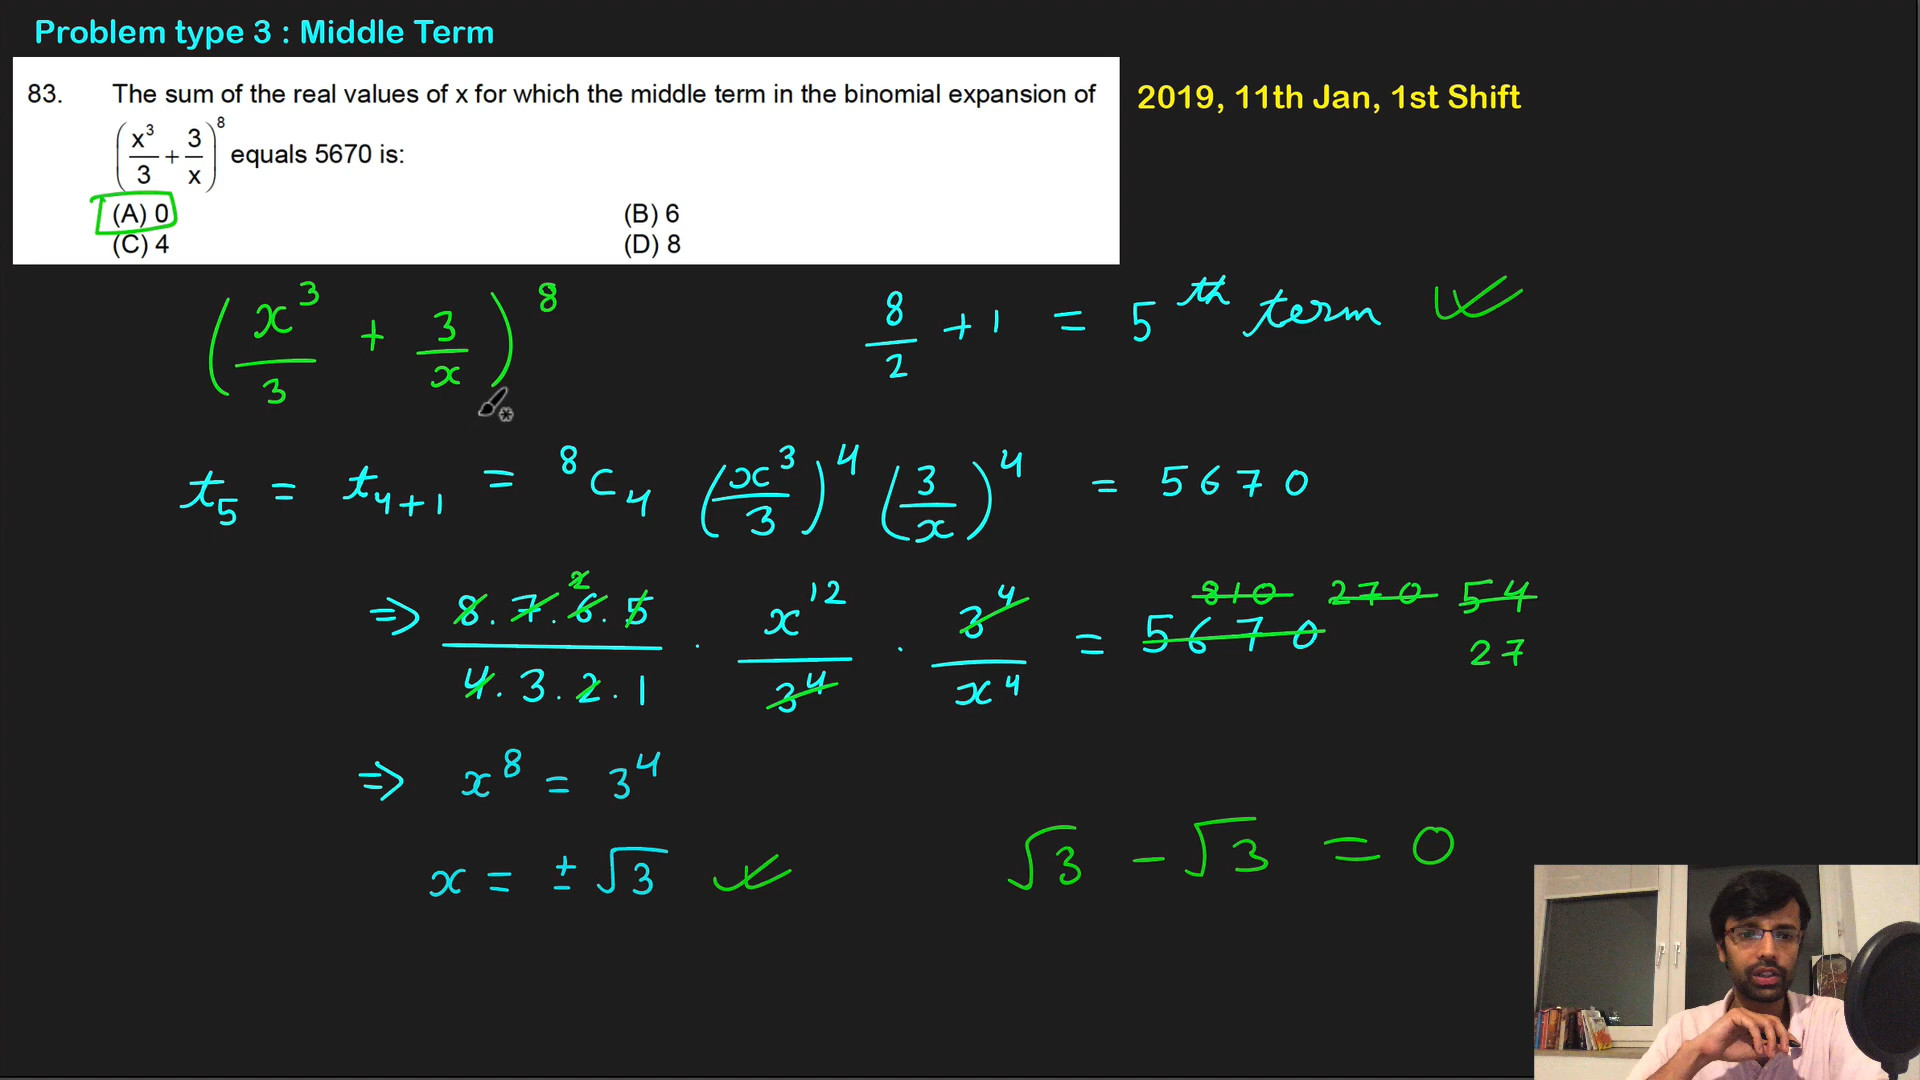 Problem type 3 : Middle Term
83. The sum of the real values of x for which the middle term in the binomial expansion of
(x³/3 + 3/x)⁸ equals 5670 is:
(A) 0 (B) 6
(C) 4 (D) 8
2019, 11th Jan, 1st Shift
(x³/3 + 3/x)⁸
8/2 + 1 = 5th term
t₅ = t₄₊₁ = ⁸C₄ (x³/3)⁴ (3/x)⁴ = 5670
2 810 270 54
=> 8.7.6.5/4.3.2.1 . x¹²/3⁴ . 3⁴/x⁴ = 5670 27
=> x⁸ = 3⁴
x = ± √3
√3 - √3 = 0